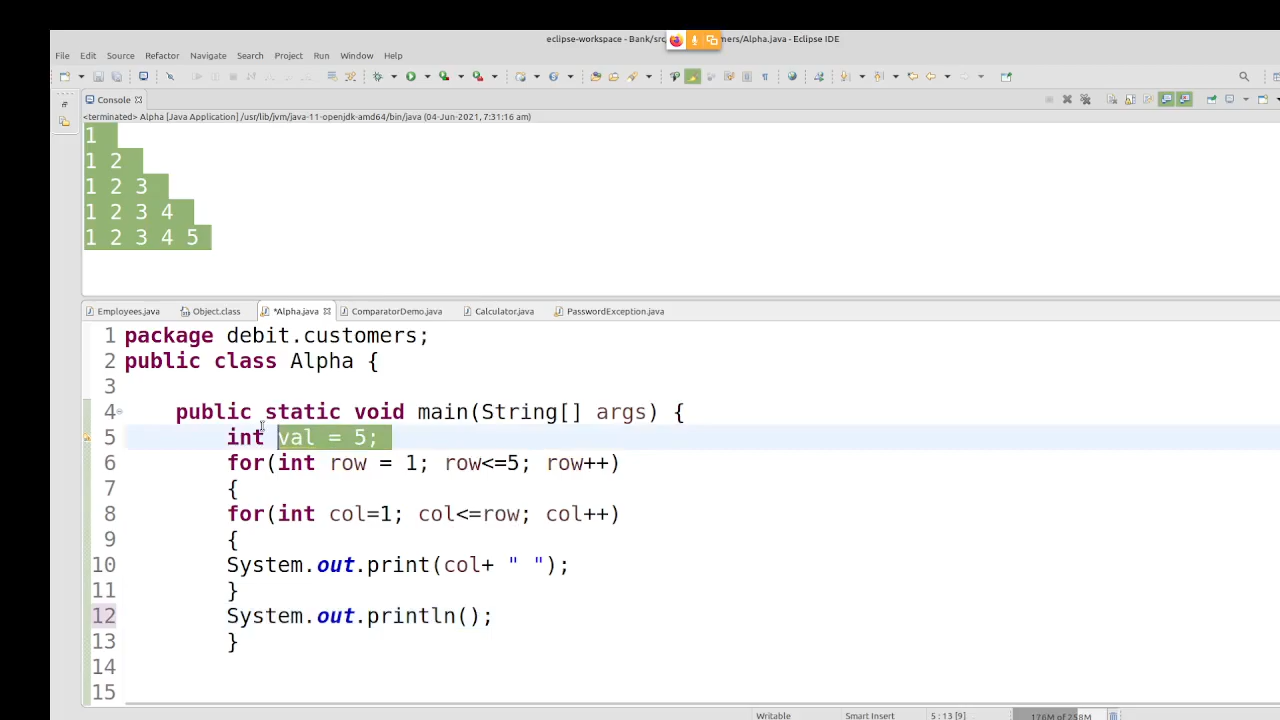 eclipse-workspace - Bank/src mers/Alpha.java - Eclipse IDE
File Edit Source Refactor Navigate Search Project Run Window Help
Console
<terminated> Alpha [Java Application] /usr/lib/jvm/java-11-openjdk-amd64/bin/java (04-Jun-2021, 7:31:16 am)
1
1 2
1 2 3
1 2 3 4
1 2 3 4 5
Employees.java Object.class *Alpha.java ComparatorDemo.java Calculator.java PasswordException.java
1 package debit.customers;
2 public class Alpha {
3
4 public static void main(String[] args) {
5 int val = 5;
6 for(int row = 1; row<=5; row++)
7 {
8 for(int col=1; col<=row; col++)
9 {
10 System.out.print(col+ " ");
11 }
12 System.out.println();
13 }
14
15
Writable Smart Insert 5 : 13 [9] 176M of 258M